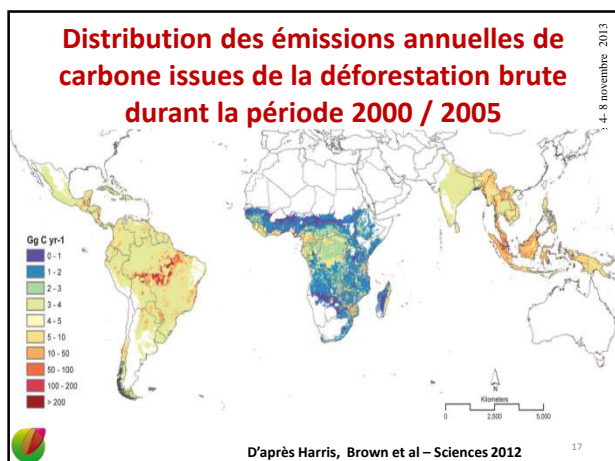 Distribution des émissions annuelles de
carbone issues de la déforestation brute
durant la période 2000 / 2005
4- 8 novembre 2013
Gg C yr-1
0 - 1
1 - 2
2 - 3
3 - 4
4 - 5
5 - 10
10 - 50
50 - 100
100 - 200
> 200
N
Kilometers
0 2,500 5,000
D'après Harris, Brown et al – Sciences 2012
17